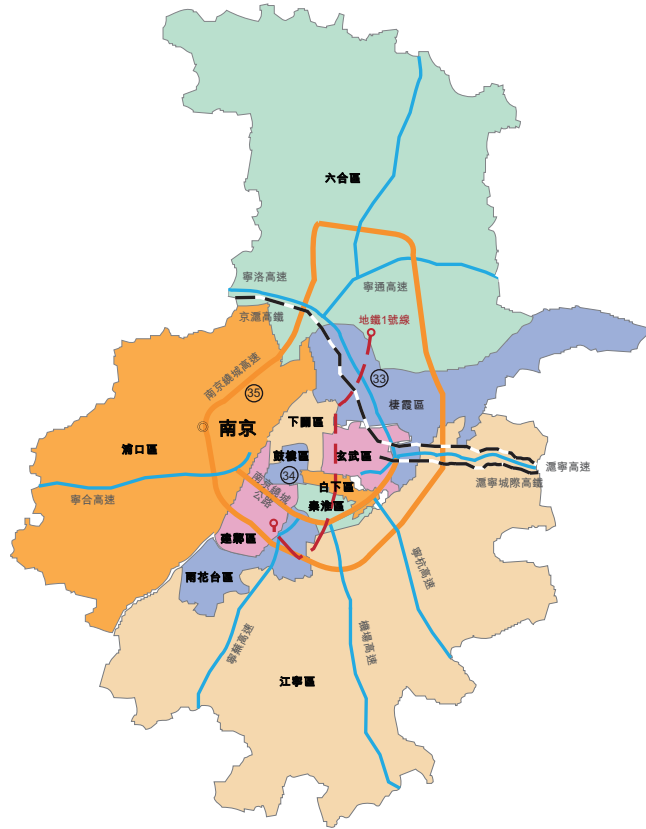 六合區
寧洛高速
寧通高速
京滬高鐵
地鐵1號線
南京繞城高速
33
35
棲霞區
下關區
南京
浦口區
鼓樓區
玄武區
滬寧高速
34
白下區
滬寧城際高鐵
寧合高速
南京繞城
公路
秦淮區
建鄴區
寧杭高速
雨花台區
寧蕪高速
機場高速
江寧區